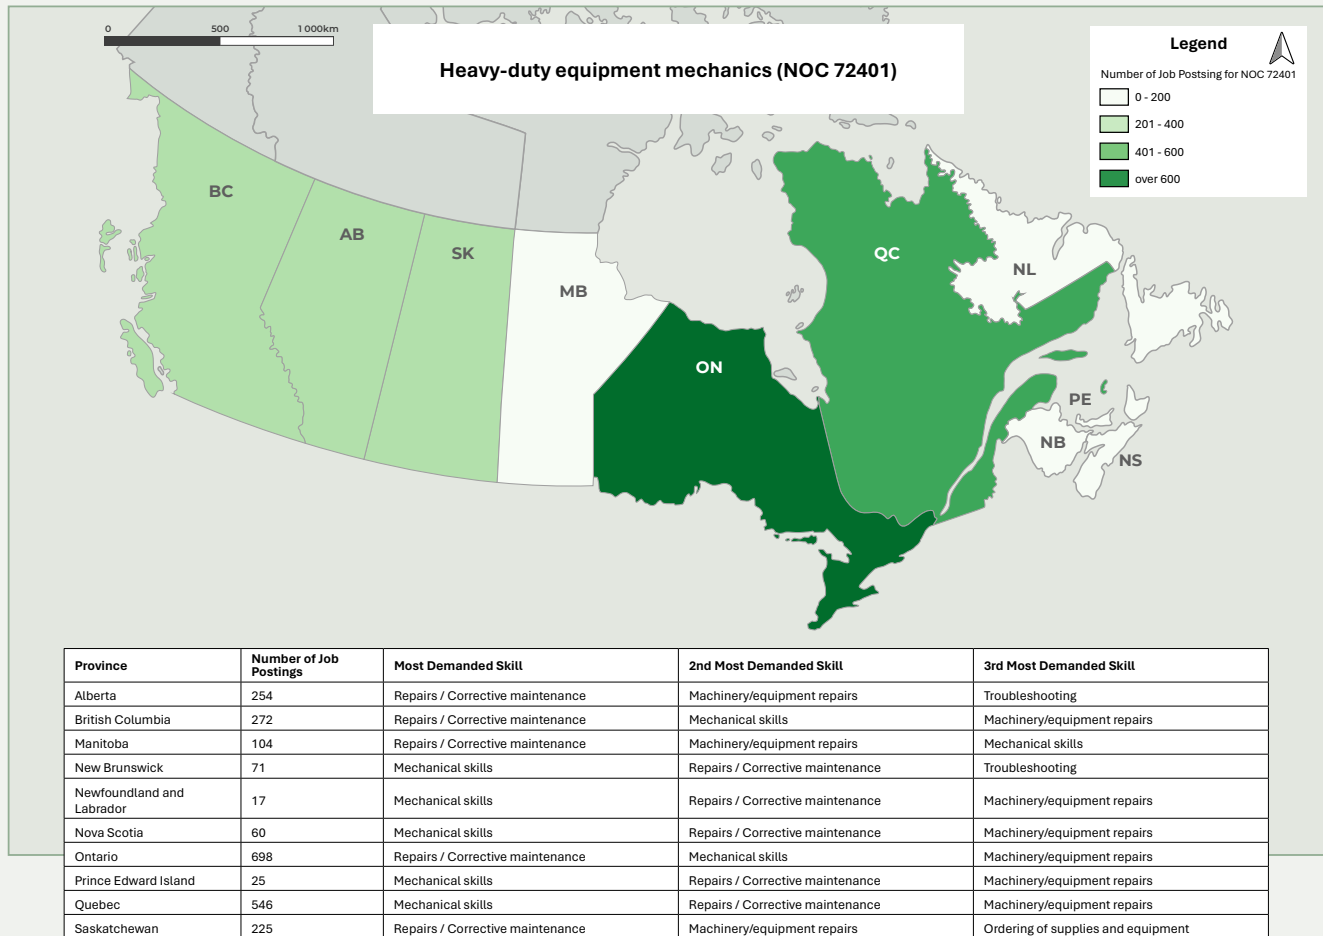 0 500 1 000km
Heavy-duty equipment mechanics (NOC 72401)
Legend
Number of Job Postsing for NOC 72401
0 - 200
201 - 400
401 - 600
over 600
BC
AB
SK
MB
ON
QC
NL
PE
NB
NS
Province Number of Job Postings Most Demanded Skill 2nd Most Demanded Skill 3rd Most Demanded Skill
Alberta 254 Repairs / Corrective maintenance Machinery/equipment repairs Troubleshooting
British Columbia 272 Repairs / Corrective maintenance Mechanical skills Machinery/equipment repairs
Manitoba 104 Repairs / Corrective maintenance Machinery/equipment repairs Mechanical skills
New Brunswick 71 Mechanical skills Repairs / Corrective maintenance Troubleshooting
Newfoundland and Labrador 17 Mechanical skills Repairs / Corrective maintenance Machinery/equipment repairs
Nova Scotia 60 Mechanical skills Repairs / Corrective maintenance Machinery/equipment repairs
Ontario 698 Repairs / Corrective maintenance Mechanical skills Machinery/equipment repairs
Prince Edward Island 25 Mechanical skills Repairs / Corrective maintenance Machinery/equipment repairs
Quebec 546 Mechanical skills Repairs / Corrective maintenance Machinery/equipment repairs
Saskatchewan 225 Repairs / Corrective maintenance Machinery/equipment repairs Ordering of supplies and equipment